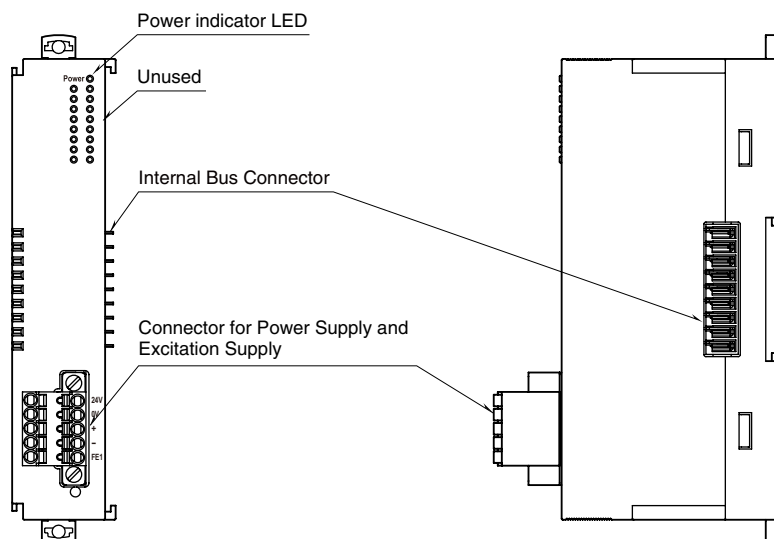 Power indicator LED
Power
Unused
Internal Bus Connector
Connector for Power Supply and
Excitation Supply
24V
0V
+
−
FE1